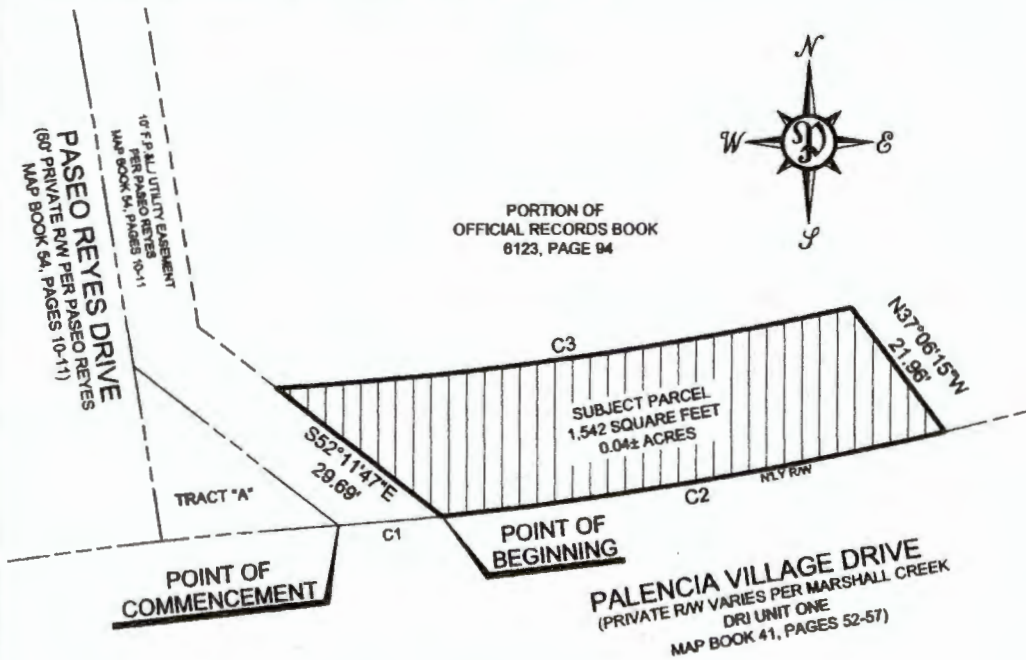 N
W
E
S
PASEO REYES DRIVE
(60' PRIVATE R/W PER PASEO REYES
MAP BOOK 54, PAGES 10-11)
10' F.P.&L./ UTILITY EASEMENT
PER PASEO REYES
MAP BOOK 54, PAGES 10-11
PORTION OF
OFFICIAL RECORDS BOOK
6123, PAGE 94
C3
N37°06'15"W
21.96'
SUBJECT PARCEL
1,542 SQUARE FEET
0.04± ACRES
S52°11'47"E
29.69'
TRACT "A"
C1
C2
N'LY R/W
POINT OF
BEGINNING
POINT OF
COMMENCEMENT
PALENCIA VILLAGE DRIVE
(PRIVATE R/W VARIES PER MARSHALL CREEK
DRI UNIT ONE
MAP BOOK 41, PAGES 52-57)